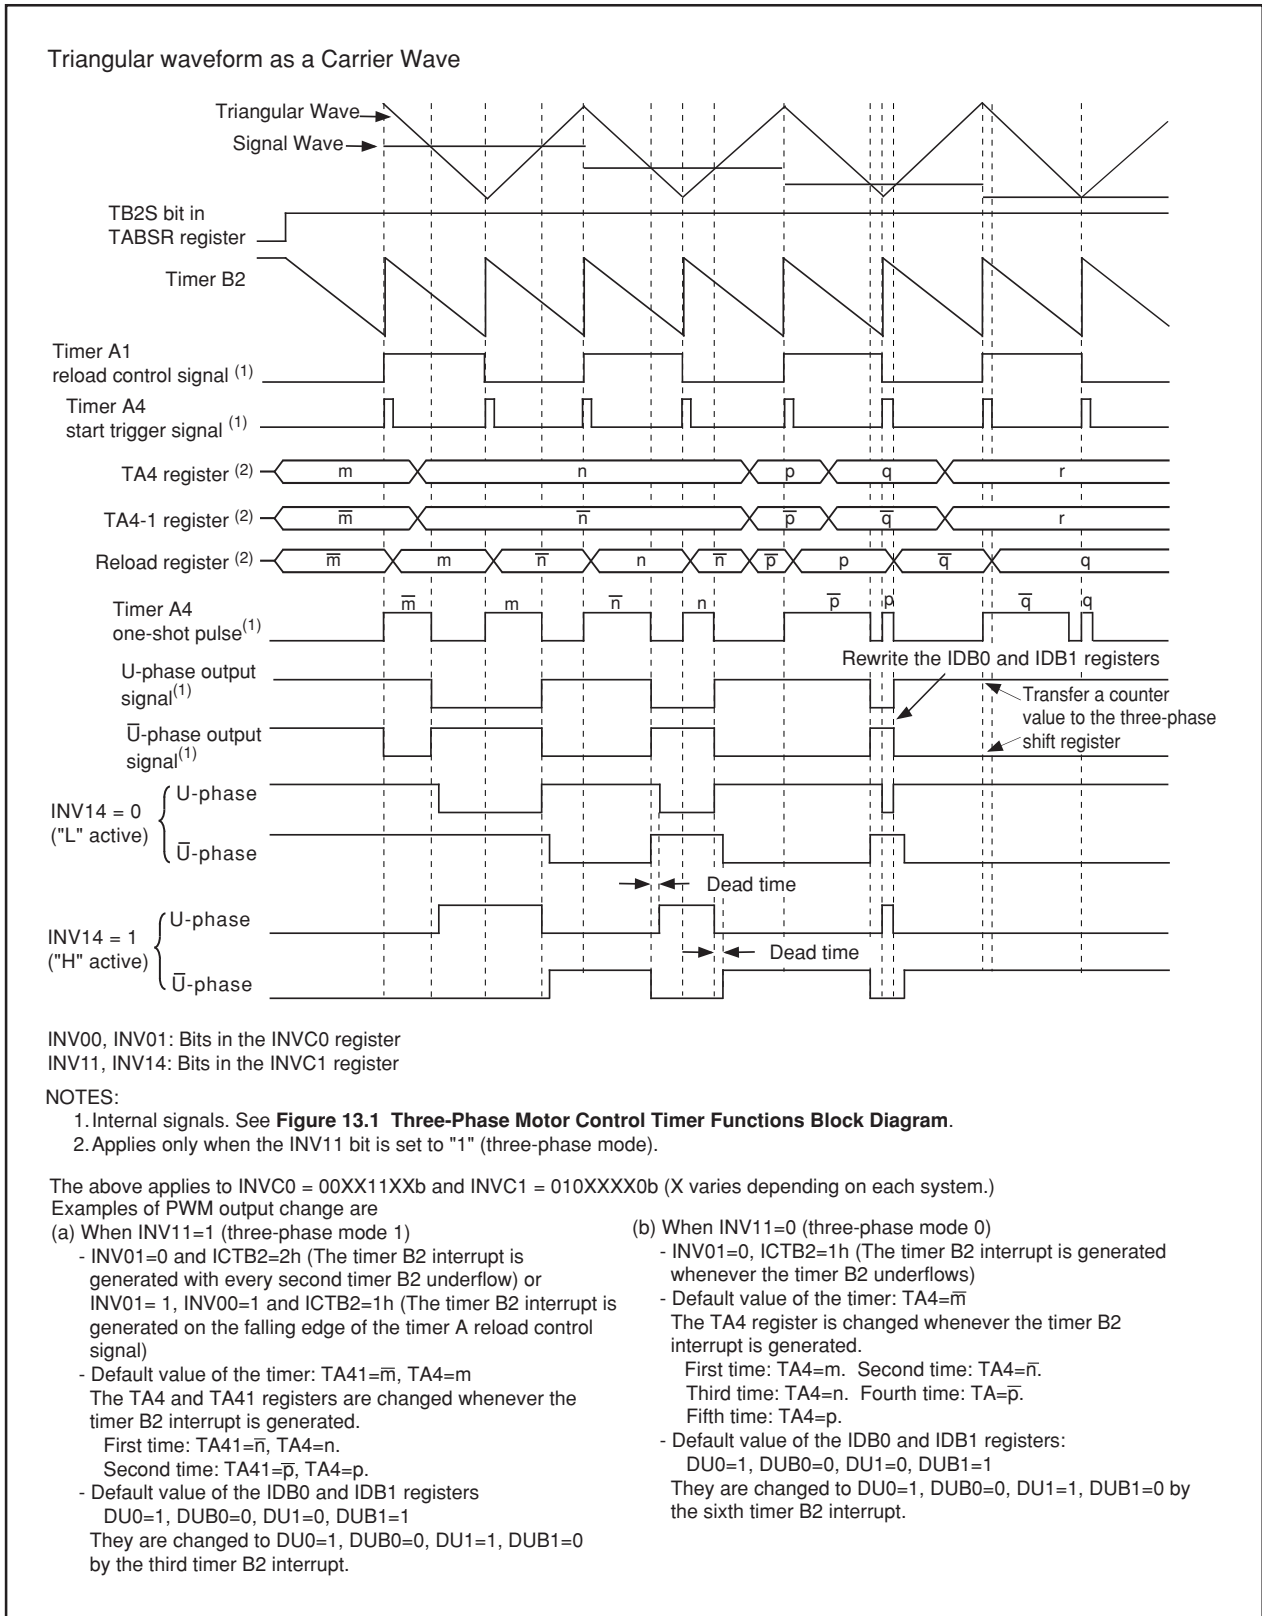 Triangular waveform as a Carrier Wave
Triangular Wave
Signal Wave
TB2S bit in
TABSR register
Timer B2
Timer A1
reload control signal (1)
Timer A4
start trigger signal (1)
TA4 register (2)
m
n
p
q
r
TA4-1 register (2)
m̅
n̅
p̅
q̅
r
Reload register (2)
m̅
m
n̅
n
n̅
p̅
p
q̅
q
Timer A4
one-shot pulse(1)
m̅
m
n̅
n
p̅
p
q̅
q
Rewrite the IDB0 and IDB1 registers
U-phase output
signal(1)
Transfer a counter
value to the three-phase
shift register
U̅-phase output
signal(1)
INV14 = 0
("L" active)
U-phase
U̅-phase
Dead time
INV14 = 1
("H" active)
U-phase
Dead time
U̅-phase
INV00, INV01: Bits in the INVC0 register
INV11, INV14: Bits in the INVC1 register
NOTES:
1. Internal signals. See Figure 13.1 Three-Phase Motor Control Timer Functions Block Diagram.
2. Applies only when the INV11 bit is set to "1" (three-phase mode).
The above applies to INVC0 = 00XX11XXb and INVC1 = 010XXXX0b (X varies depending on each system.)
Examples of PWM output change are
(a) When INV11=1 (three-phase mode 1)
- INV01=0 and ICTB2=2h (The timer B2 interrupt is
generated with every second timer B2 underflow) or
INV01= 1, INV00=1 and ICTB2=1h (The timer B2 interrupt is
generated on the falling edge of the timer A reload control
signal)
- Default value of the timer: TA41=m̅, TA4=m
The TA4 and TA41 registers are changed whenever the
timer B2 interrupt is generated.
First time: TA41=n̅, TA4=n.
Second time: TA41=p̅, TA4=p.
- Default value of the IDB0 and IDB1 registers
DU0=1, DUB0=0, DU1=0, DUB1=1
They are changed to DU0=1, DUB0=0, DU1=1, DUB1=0
by the third timer B2 interrupt.
(b) When INV11=0 (three-phase mode 0)
- INV01=0, ICTB2=1h (The timer B2 interrupt is generated
whenever the timer B2 underflows)
- Default value of the timer: TA4=m̅
The TA4 register is changed whenever the timer B2
interrupt is generated.
First time: TA4=m. Second time: TA4=n̅.
Third time: TA4=n. Fourth time: TA=p̅.
Fifth time: TA4=p.
- Default value of the IDB0 and IDB1 registers:
DU0=1, DUB0=0, DU1=0, DUB1=1
They are changed to DU0=1, DUB0=0, DU1=1, DUB1=0 by
the sixth timer B2 interrupt.